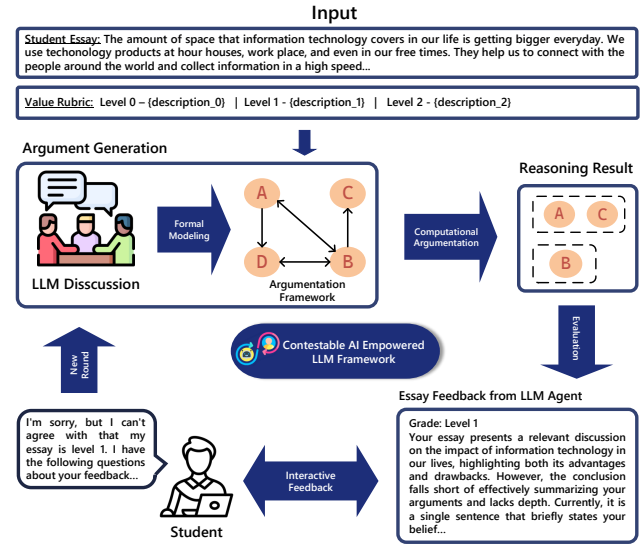 Input
Student Essay: The amount of space that information technology covers in our life is getting bigger everyday. We
use techonology products at hour houses, work place, and even in our free times. They help us to connect with the
people around the world and collect information in a high speed...
Value Rubric: Level 0 – {description_0} | Level 1 - {description_1} | Level 2 - {description_2}
Argument Generation
LLM Disscussion
Formal
Modeling
A
C
D
B
Argumentation
Framework
Computational
Argumentation
Reasoning Result
A
C
B
Evaluation
Contestable AI Empowered
LLM Framework
New
Round
Essay Feedback from LLM Agent
Grade: Level 1
Your essay presents a relevant discussion
on the impact of information technology in
our lives, highlighting both its advantages
and drawbacks. However, the conclusion
falls short of effectively summarizing your
arguments and lacks depth. Currently, it is
a single sentence that briefly states your
belief...
Interactive
Feedback
I'm sorry, but I can't
agree with that my
essay is level 1. I have
the following questions
about your feedback...
Student